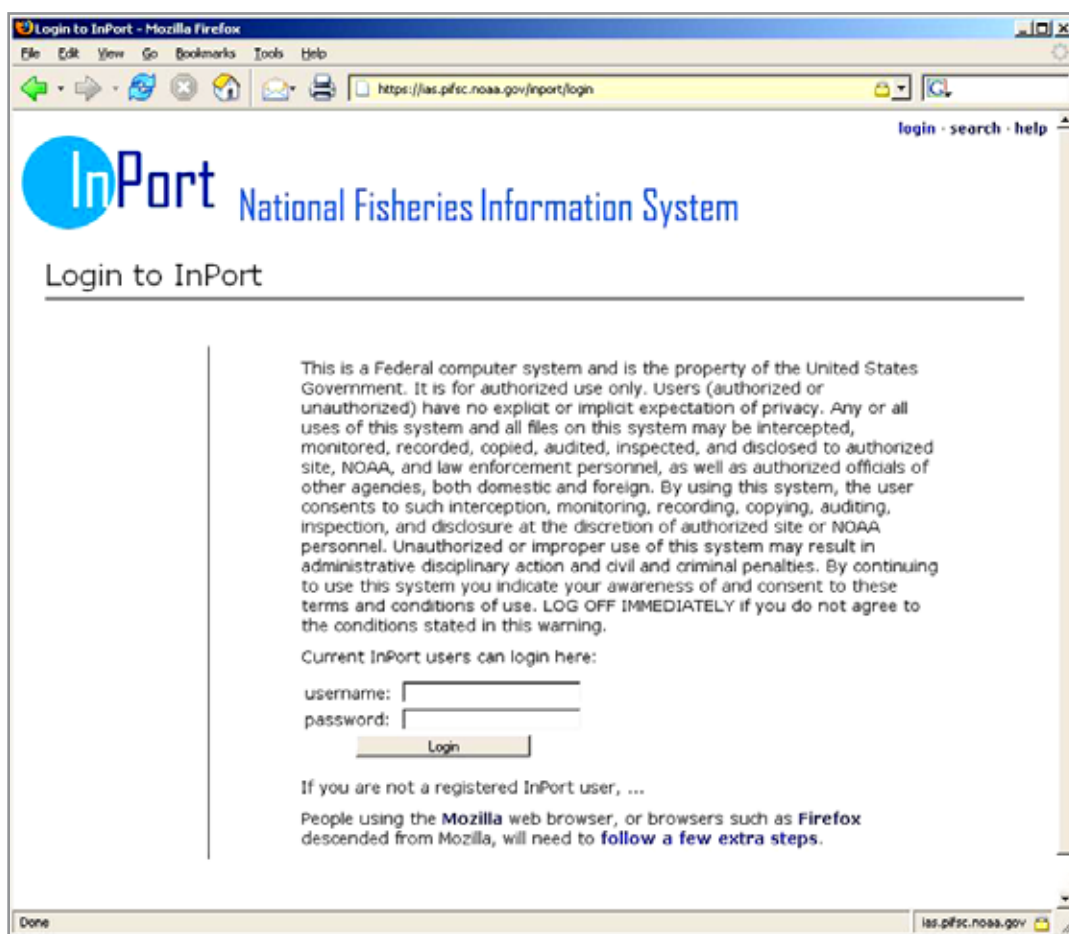 Login to InPort - Mozilla Firefox
File Edit View Go Bookmarks Tools Help
https://ias.pifsc.noaa.gov/inport/login
G
login · search · help
InPort National Fisheries Information System
Login to InPort
This is a Federal computer system and is the property of the United States
Government. It is for authorized use only. Users (authorized or
unauthorized) have no explicit or implicit expectation of privacy. Any or all
uses of this system and all files on this system may be intercepted,
monitored, recorded, copied, audited, inspected, and disclosed to authorized
site, NOAA, and law enforcement personnel, as well as authorized officials of
other agencies, both domestic and foreign. By using this system, the user
consents to such interception, monitoring, recording, copying, auditing,
inspection, and disclosure at the discretion of authorized site or NOAA
personnel. Unauthorized or improper use of this system may result in
administrative disciplinary action and civil and criminal penalties. By continuing
to use this system you indicate your awareness of and consent to these
terms and conditions of use. LOG OFF IMMEDIATELY if you do not agree to
the conditions stated in this warning.
Current InPort users can login here:
username:
password:
Login
If you are not a registered InPort user, ...
People using the Mozilla web browser, or browsers such as Firefox
descended from Mozilla, will need to follow a few extra steps.
Done ias.pifsc.noaa.gov